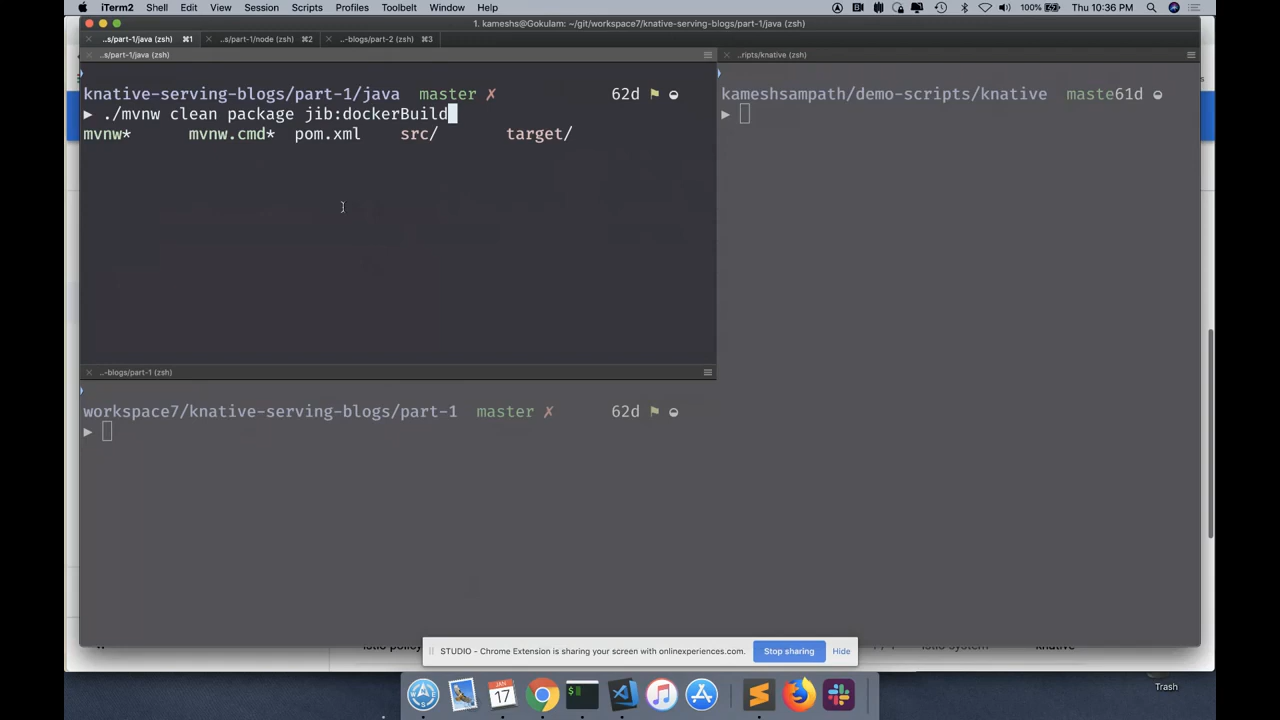 iTerm2 Shell Edit View Session Scripts Profiles Toolbelt Window Help 100% Thu 10:36 PM
1. kameshs@Gokulam: ~/git/workspace7/knative-serving-blogs/part-1/java (zsh)
..s/part-1/java (zsh) ⌘1 ..s/part-1/node (zsh) ⌘2 ..-blogs/part-2 (zsh) ⌘3
..s/part-1/java (zsh)
knative-serving-blogs/part-1/java master ✗ 62d
▶ ./mvnw clean package jib:dockerBuild
mvnw* mvnw.cmd* pom.xml src/ target/
..-blogs/part-1 (zsh)
workspace7/knative-serving-blogs/part-1 master ✗ 62d
▶
..ripts/knative (zsh)
kameshsampath/demo-scripts/knative maste61d
▶
STUDIO - Chrome Extension is sharing your screen with onlinexperiences.com. Stop sharing Hide
JAN
17
Trash